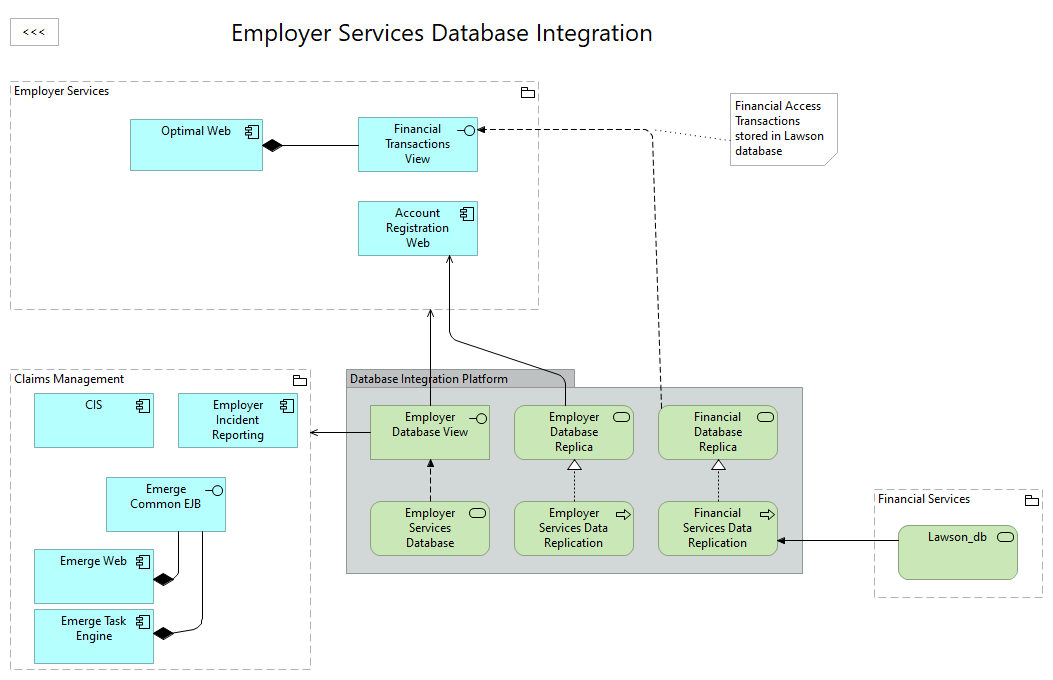 <<<
Employer Services Database Integration
Employer Services
Optimal Web
Financial
Transactions
View
Financial Access
Transactions
stored in Lawson
database
Account
Registration
Web
Claims Management
CIS
Employer
Incident
Reporting
Emerge
Common EJB
Emerge Web
Emerge Task
Engine
Database Integration Platform
Employer
Database View
Employer
Database
Replica
Financial
Database
Replica
Employer
Services
Database
Employer
Services Data
Replication
Financial
Services Data
Replication
Financial Services
Lawson_db